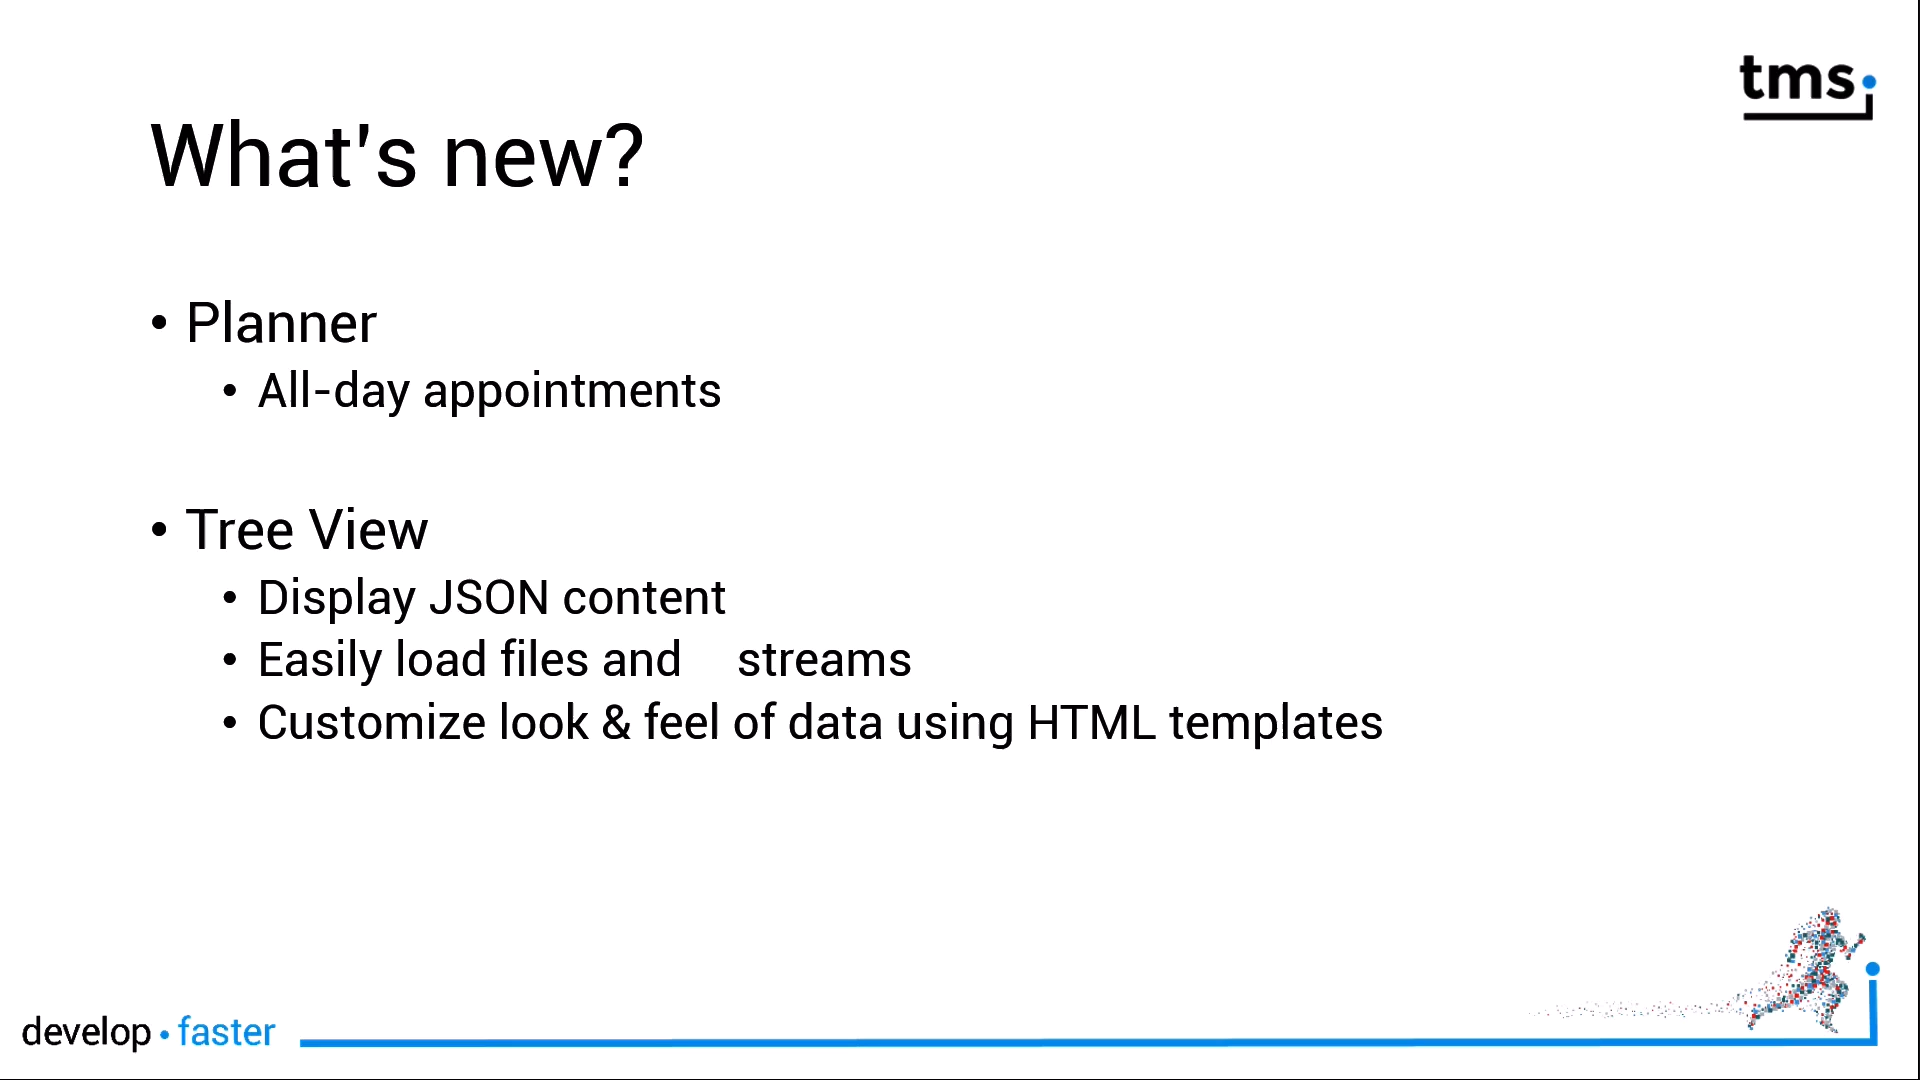 tms
What's new?
• Planner
• All-day appointments
• Tree View
• Display JSON content
• Easily load files and streams
• Customize look & feel of data using HTML templates
develop • faster